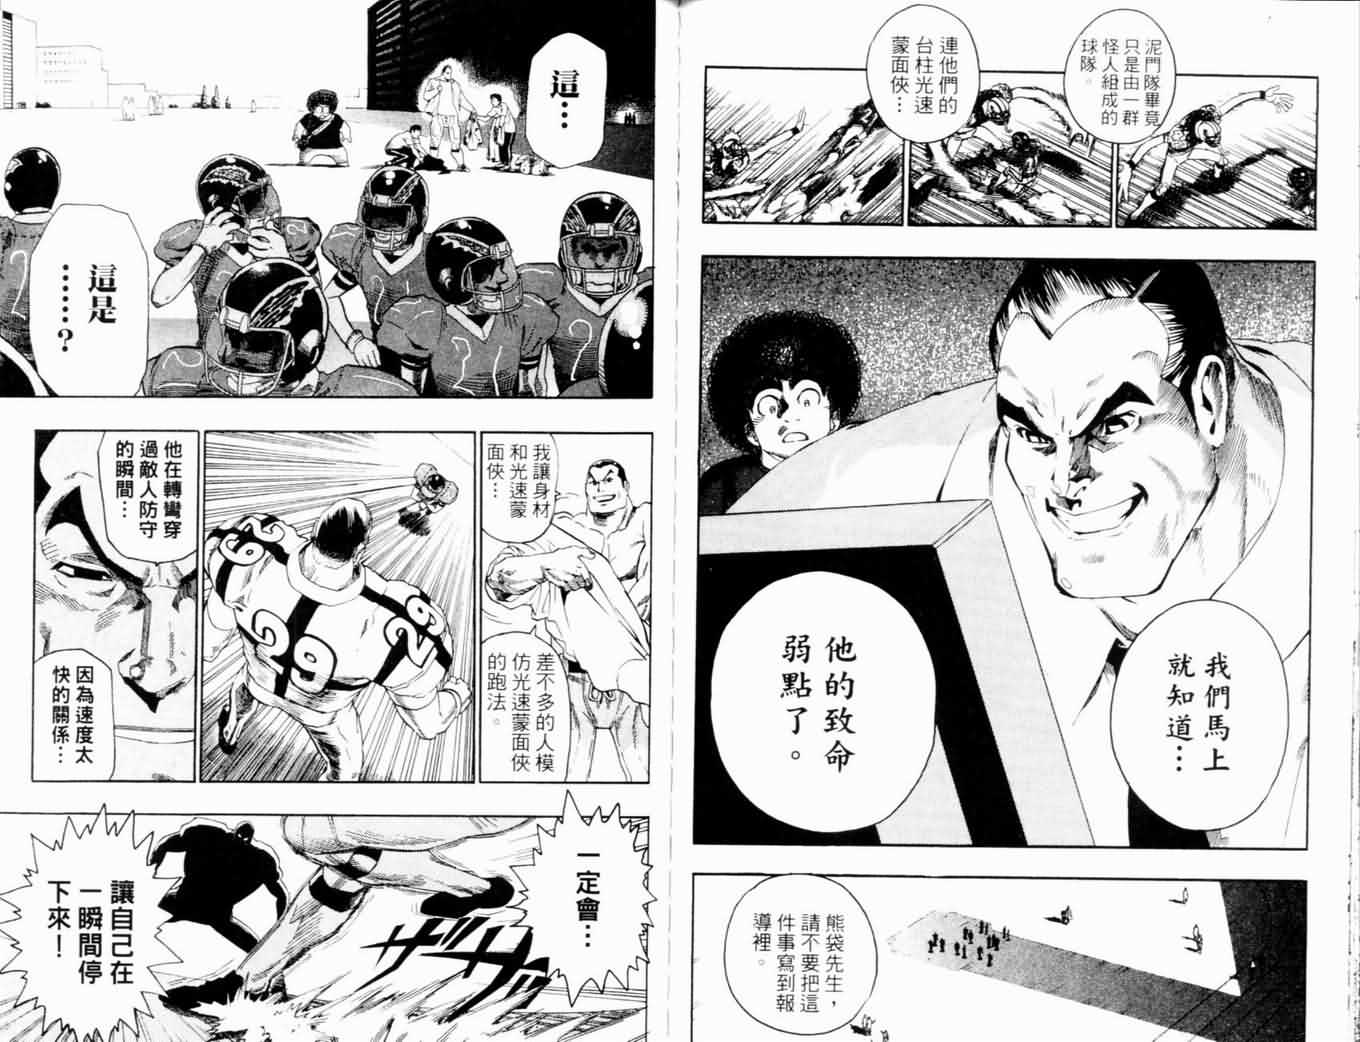 泥門隊畢竟
只是由一群
怪人組成的
球隊。
連他們的
台柱光速
蒙面俠…
我們馬上
就知道…
他的致命
弱點了。
熊袋先生，
請不要把這
件事寫到報
導裡。
這…
這是
……?
我讓身材
和光速蒙
面俠…
差不多的人模
仿光速蒙面俠
的跑法。
29
29
他在轉彎穿
過敵人防守
的瞬間…
因為速度太
快的關係…
一定會…
ザザッ
讓自己在
一瞬間停
下來！